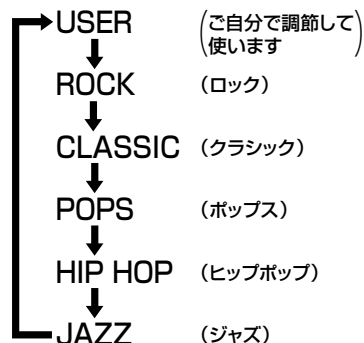 USER (ご自分で調節して
使います)
ROCK (ロック)
CLASSIC (クラシック)
POPS (ポップス)
HIP HOP (ヒップポップ)
JAZZ (ジャズ)